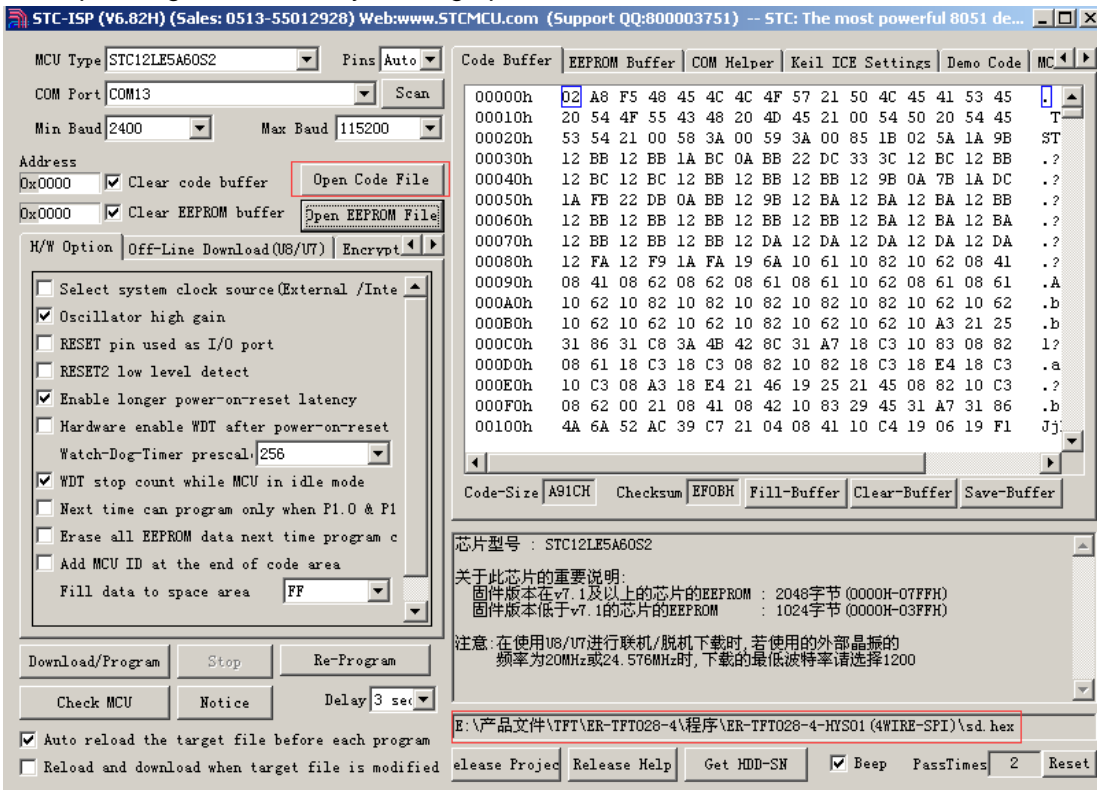 STC-ISP (V6.82H) (Sales: 0513-55012928) Web:www.STCMCU.com (Support QQ:800003751) -- STC: The most powerful 8051 de...
MCU Type STC12LE5A60S2 Pins Auto
COM Port COM13 Scan
Min Baud 2400 Max Baud 115200
Address
0x0000 Clear code buffer Open Code File
0x0000 Clear EEPROM buffer Open EEPROM File
H/W Option Off-Line Download(U8/U7) Encrypt
Select system clock source(External /Inte
Oscillator high gain
RESET pin used as I/O port
RESET2 low level detect
Enable longer power-on-reset latency
Hardware enable WDT after power-on-reset
Watch-Dog-Timer prescal 256
WDT stop count while MCU in idle mode
Next time can program only when P1.0 & P1
Erase all EEPROM data next time program c
Add MCU ID at the end of code area
Fill data to space area FF
Download/Program Stop Re-Program
Check MCU Notice Delay 3 sec
Auto reload the target file before each program
Reload and download when target file is modified
Code Buffer EEPROM Buffer COM Helper Keil ICE Settings Demo Code MC
00000h 02 A8 F5 48 45 4C 4C 4F 57 21 50 4C 45 41 53 45 .
00010h 20 54 4F 55 43 48 20 4D 45 21 00 54 50 20 54 45 T
00020h 53 54 21 00 58 3A 00 59 3A 00 85 1B 02 5A 1A 9B ST
00030h 12 BB 12 BB 1A BC 0A BB 22 DC 33 3C 12 BC 12 BB .?
00040h 12 BC 12 BC 12 BB 12 BB 12 BB 12 9B 0A 7B 1A DC .?
00050h 1A FB 22 DB 0A BB 12 9B 12 BA 12 BA 12 BA 12 BB .?
00060h 12 BB 12 BB 12 BB 12 BB 12 BB 12 BA 12 BA 12 BA .?
00070h 12 BB 12 BB 12 BB 12 DA 12 DA 12 DA 12 DA 12 DA .?
00080h 12 FA 12 F9 1A FA 19 6A 10 61 10 82 10 62 08 41 .?
00090h 08 41 08 62 08 62 08 61 08 61 10 62 08 61 08 61 .A
000A0h 10 62 10 82 10 82 10 82 10 82 10 82 10 62 10 62 .b
000B0h 10 62 10 62 10 62 10 82 10 62 10 62 10 A3 21 25 .b
000C0h 31 86 31 C8 3A 4B 42 8C 31 A7 18 C3 10 83 08 82 1?
000D0h 08 61 18 C3 18 C3 08 82 10 82 18 C3 18 E4 18 C3 .a
000E0h 10 C3 08 A3 18 E4 21 46 19 25 21 45 08 82 10 C3 .?
000F0h 08 62 00 21 08 41 08 42 10 83 29 45 31 A7 31 86 .b
00100h 4A 6A 52 AC 39 C7 21 04 08 41 10 C4 19 06 19 F1 Jj
Code-Size A91CH Checksum EF0BH Fill-Buffer Clear-Buffer Save-Buffer
芯片型号 : STC12LE5A60S2
关于此芯片的重要说明:
固件版本在v7.1及以上的芯片的EEPROM : 2048字节(0000H-07FFH)
固件版本低于v7.1的芯片的EEPROM : 1024字节(0000H-03FFH)
注意:在使用U8/U7进行联机/脱机下载时,若使用的外部晶振的
频率为20MHz或24.576MHz时,下载的最低波特率请选择1200
E:\产品文件\TFT\ER-TFT028-4\程序\ER-TFT028-4-HYS01(4WIRE-SPI)\sd.hex
elease Projec Release Help Get HDD-SN Beep PassTimes 2 Reset